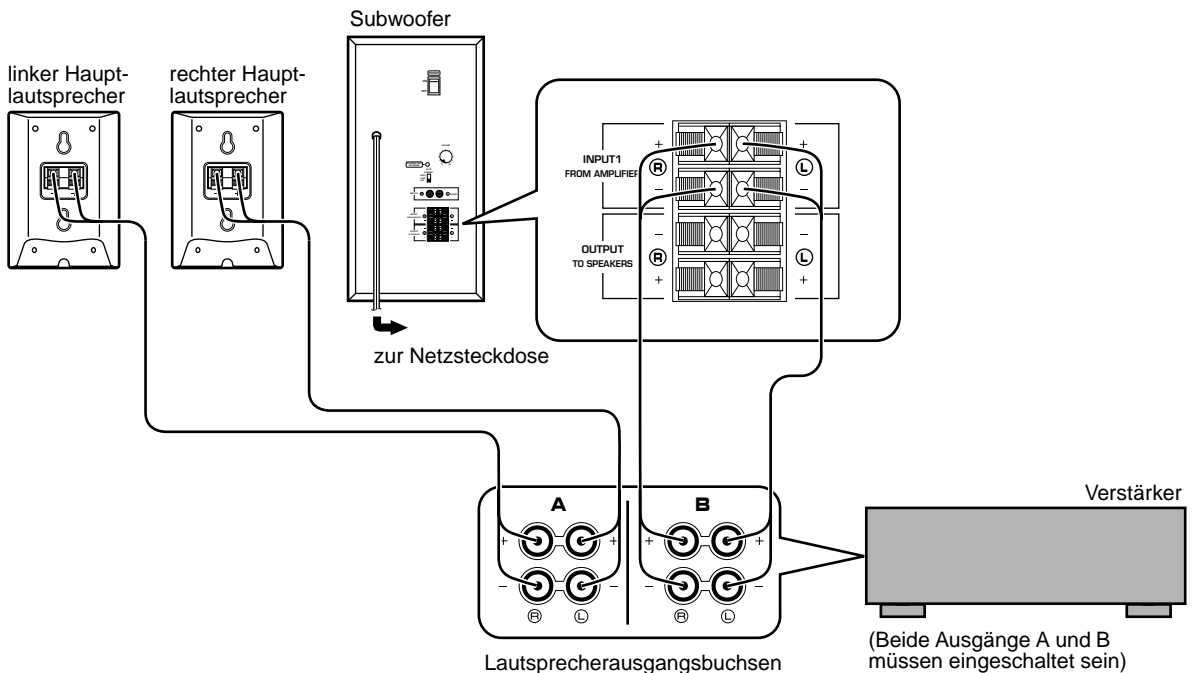 Subwoofer
linker Haupt-
lautsprecher
rechter Haupt-
lautsprecher
INPUT1
FROM AMPLIFIER
+
R
–
+
L
–
OUTPUT
TO SPEAKERS
–
R
+
–
L
+
zur Netzsteckdose
A
B
+ +
+ +
– –
– –
R L
R L
Verstärker
(Beide Ausgänge A und B
müssen eingeschaltet sein)
Lautsprecherausgangsbuchsen